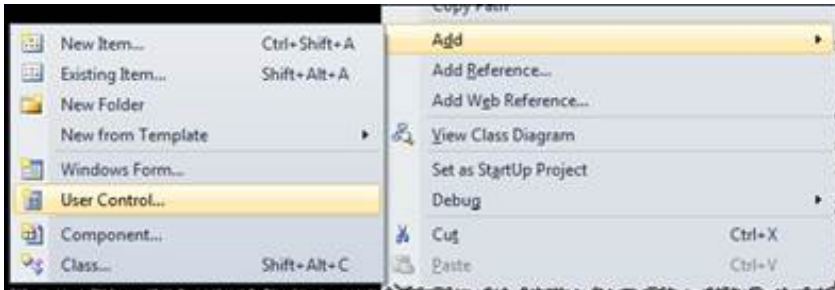 Copy Path
New Item... Ctrl+Shift+A
Existing Item... Shift+Alt+A
New Folder
New from Template
Windows Form...
User Control...
Component...
Class... Shift+Alt+C
Add
Add Reference...
Add Web Reference...
View Class Diagram
Set as StartUp Project
Debug
Cut Ctrl+X
Paste Ctrl+V